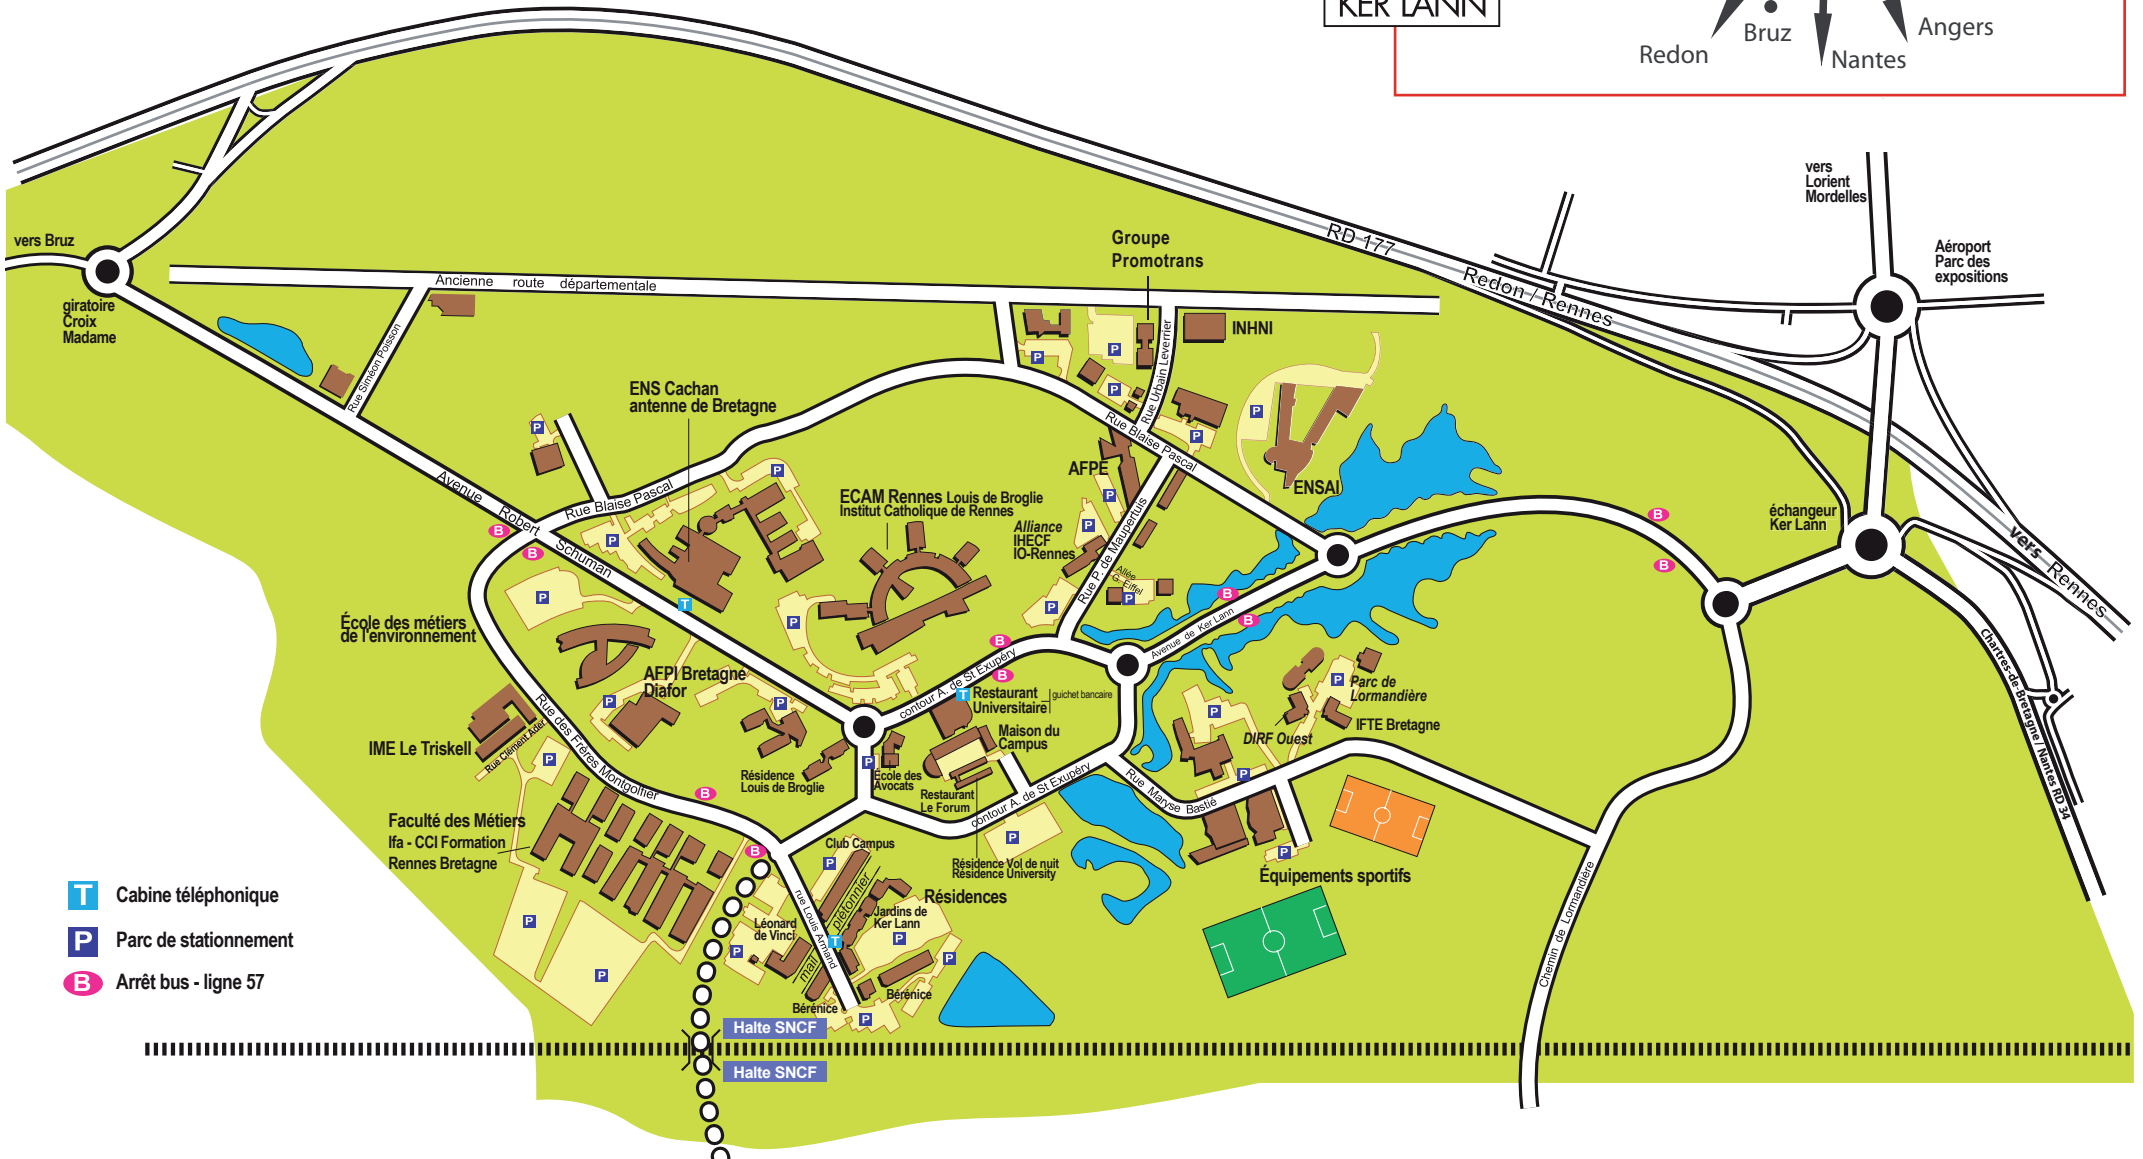 KER LANN
Redon
Bruz
Nantes
Angers
vers
Lorient
Mordelles
Aéroport
Parc des
expositions
vers Bruz
giratoire
Croix
Madame
Ancienne route départementale
Rue Siméon Poisson
Groupe
Promotrans
RD 177
Redon / Rennes
INHNI
Rue Urbain Leverrier
ENS Cachan
antenne de Bretagne
Rue Blaise Pascal
Rue Blaise Pascal
Avenue Robert Schuman
AFPE
ENSAI
ECAM Rennes Louis de Broglie
Institut Catholique de Rennes
Alliance
IHECF
IO-Rennes
Rue P. de Maupertuis
Allée
G. Eiffel
échangeur
Ker Lann
vers Rennes
Chartres-de-Bretagne / Nantes RD 34
École des métiers
de l'environnement
AFPI Bretagne
Diafor
Avenue de Ker Lann
contour A. de St Exupéry
Restaurant
Universitaire
guichet bancaire
Maison du
Campus
Parc de
Lormandière
IFTE Bretagne
DIRF Ouest
IME Le Triskell
Rue Clément Ader
Rue des Frères Montgolfier
Résidence
Louis de Broglie
École des
Avocats
Restaurant
Le Forum
contour A. de St Exupéry
Rue Maryse Bastié
Faculté des Métiers
Ifa - CCI Formation
Rennes Bretagne
Club Campus
Résidence Vol de nuit
Résidence University
Équipements sportifs
Résidences
Jardins de
Ker Lann
Léonard
de Vinci
mail piétonnier
rue Louis Armand
Bérénice
Bérénice
Chemin de Lormandière
T Cabine téléphonique
P Parc de stationnement
B Arrêt bus - ligne 57
Halte SNCF
Halte SNCF